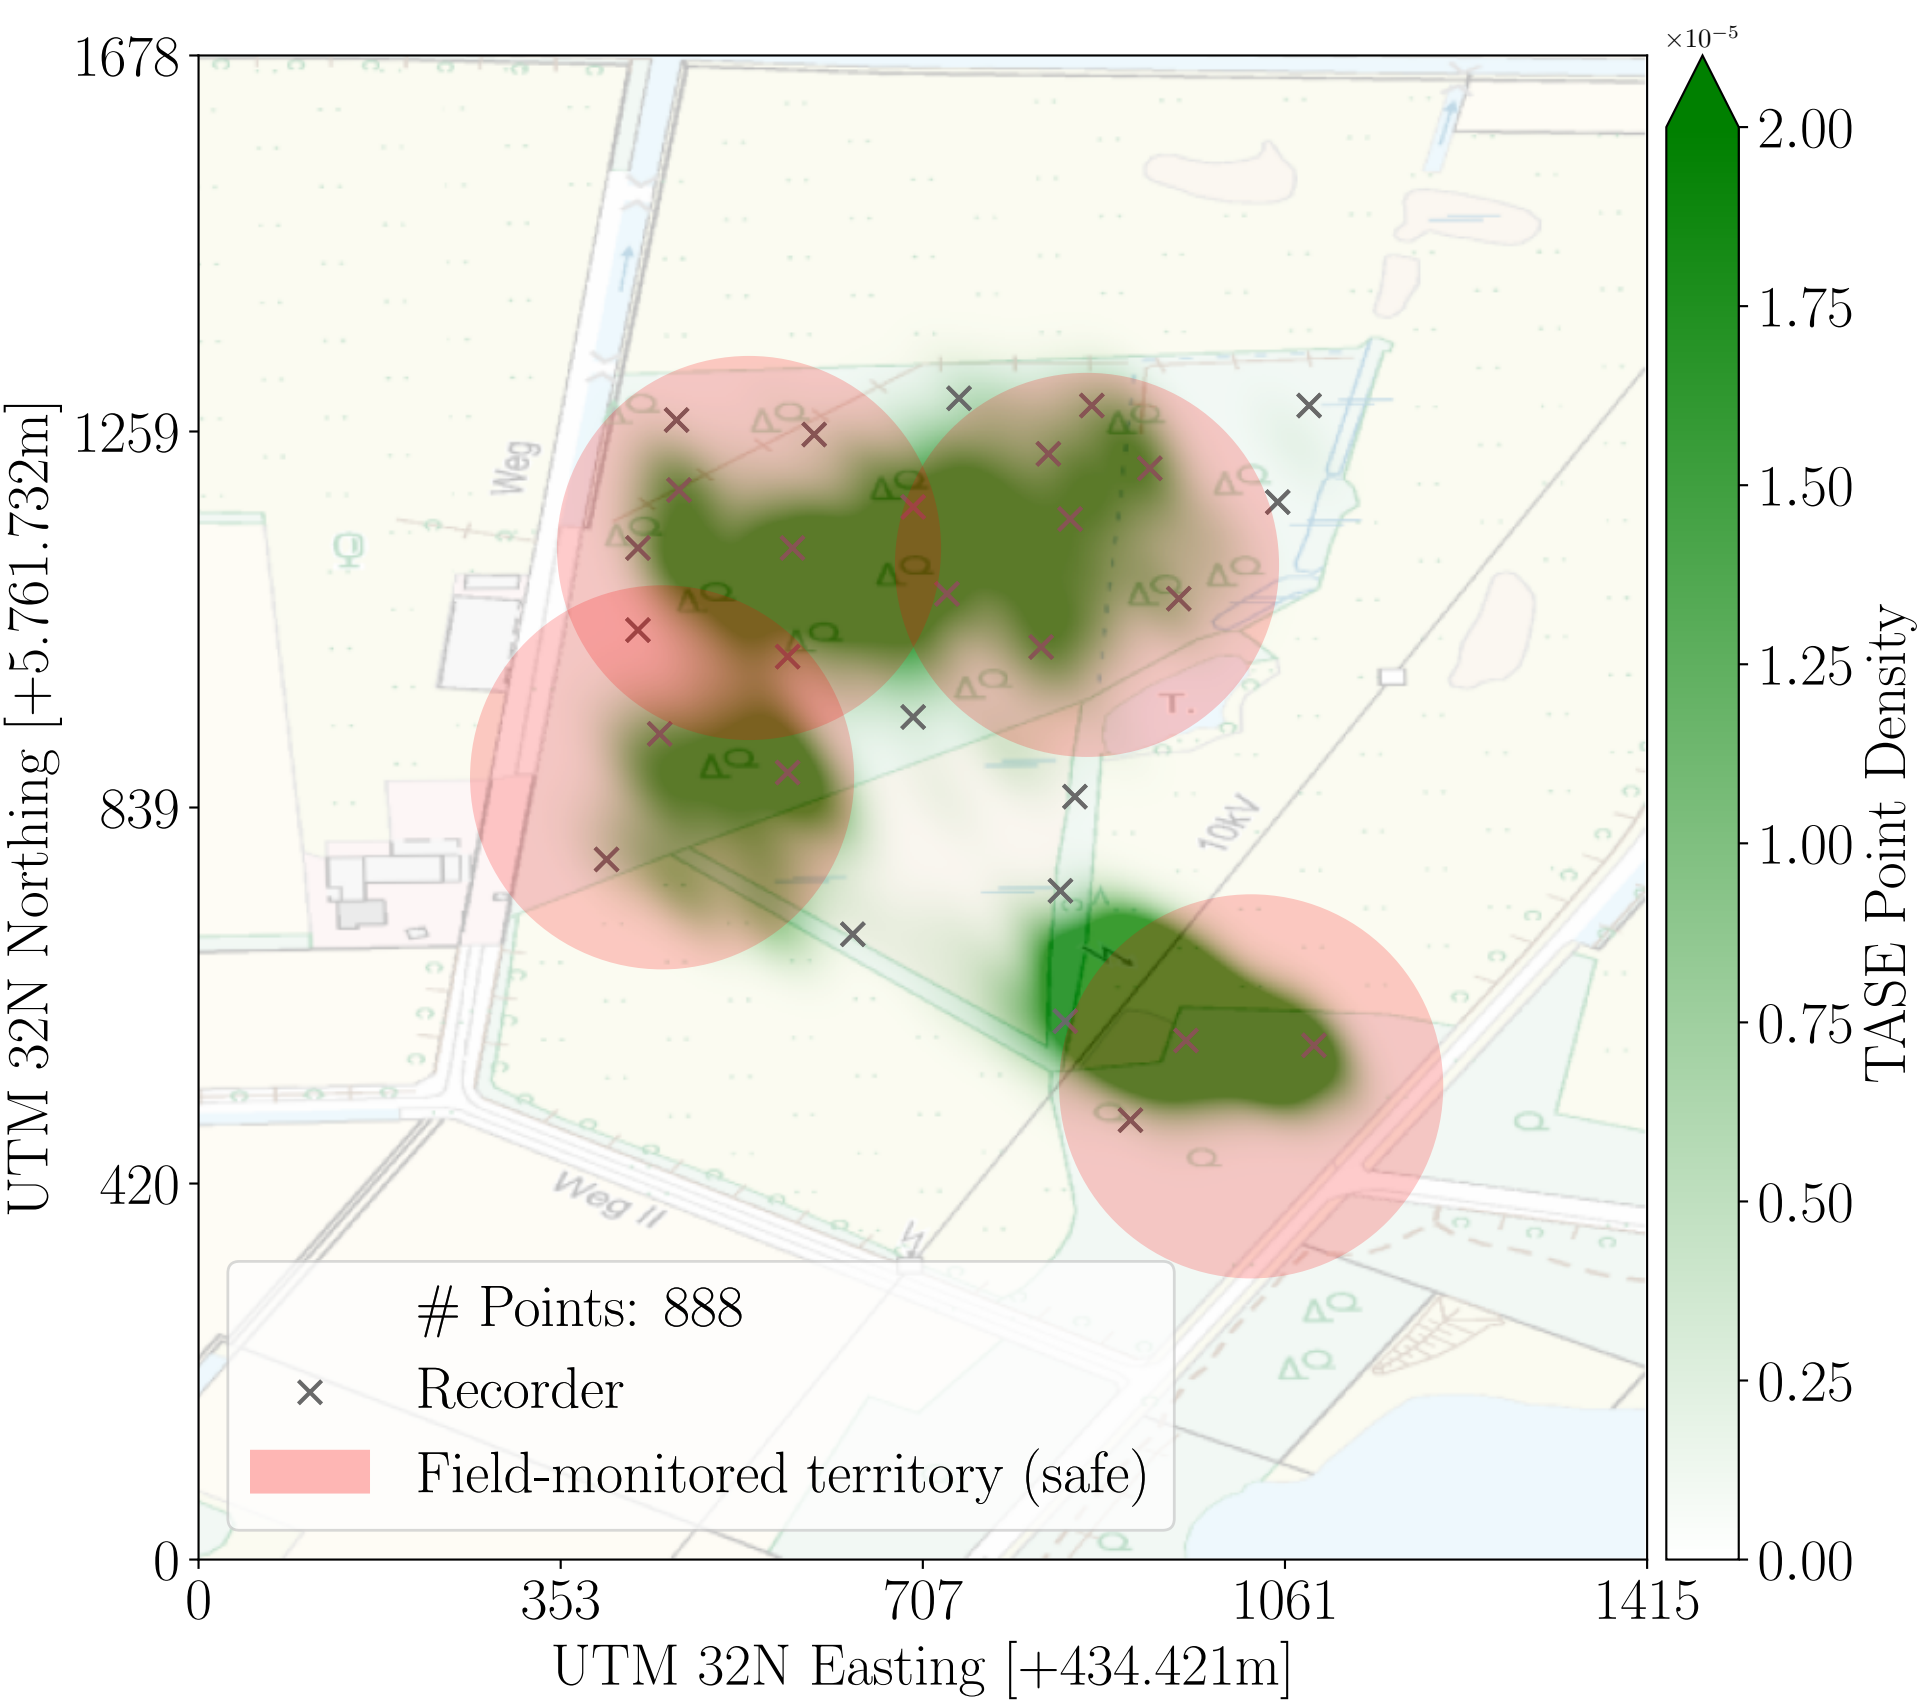 ×10⁻⁵
1678
1259
839
420
0
0
353
707
1061
1415
UTM 32N Northing [+5.761.732m]
UTM 32N Easting [+434.421m]
2.00
1.75
1.50
1.25
1.00
0.75
0.50
0.25
0.00
TASE Point Density
Weg
T.
10kV
Weg II
# Points: 888
Recorder
Field-monitored territory (safe)